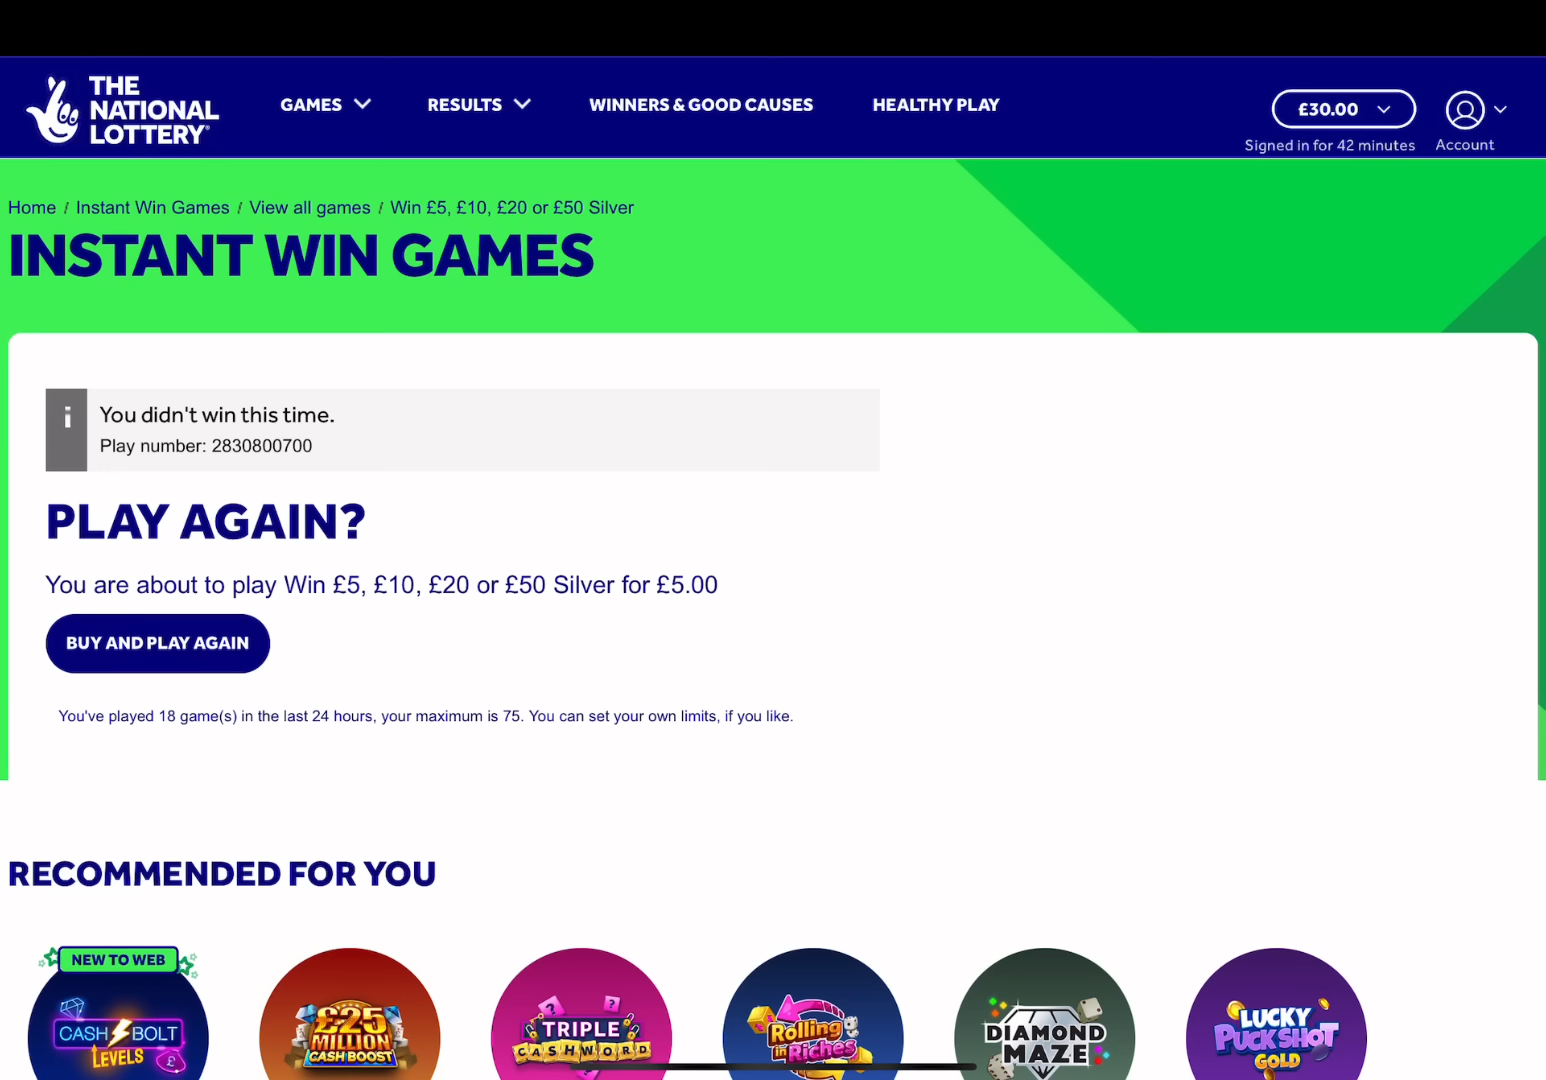 THE
NATIONAL
LOTTERY®
GAMES
RESULTS
WINNERS & GOOD CAUSES
HEALTHY PLAY
£30.00
Signed in for 42 minutes
Account
Home / Instant Win Games / View all games / Win £5, £10, £20 or £50 Silver
INSTANT WIN GAMES
i
You didn't win this time.
Play number: 2830800700
PLAY AGAIN?
You are about to play Win £5, £10, £20 or £50 Silver for £5.00
BUY AND PLAY AGAIN
You've played 18 game(s) in the last 24 hours, your maximum is 75. You can set your own limits, if you like.
RECOMMENDED FOR YOU
NEW TO WEB
CASH BOLT
LEVELS
£
£25
MILLION
CASH BOOST
? ?
TRIPLE
CASHWORD
?
Rolling
in Riches
DIAMOND
MAZE
LUCKY
PUCK SHOT
GOLD